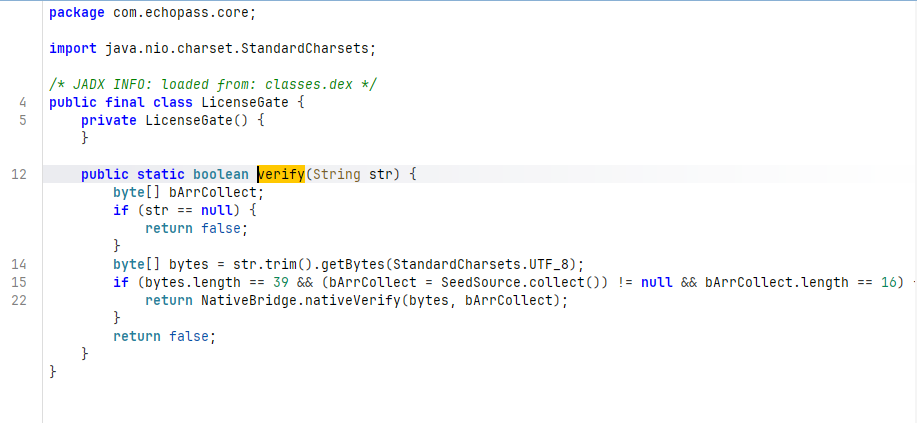 package com.echopass.core;
import java.nio.charset.StandardCharsets;
/* JADX INFO: loaded from: classes.dex */
4 public final class LicenseGate {
5 private LicenseGate() {
}
12 public static boolean verify(String str) {
byte[] bArrCollect;
if (str == null) {
return false;
}
14 byte[] bytes = str.trim().getBytes(StandardCharsets.UTF_8);
15 if (bytes.length == 39 && (bArrCollect = SeedSource.collect()) != null && bArrCollect.length == 16)
22 return NativeBridge.nativeVerify(bytes, bArrCollect);
}
return false;
}
}